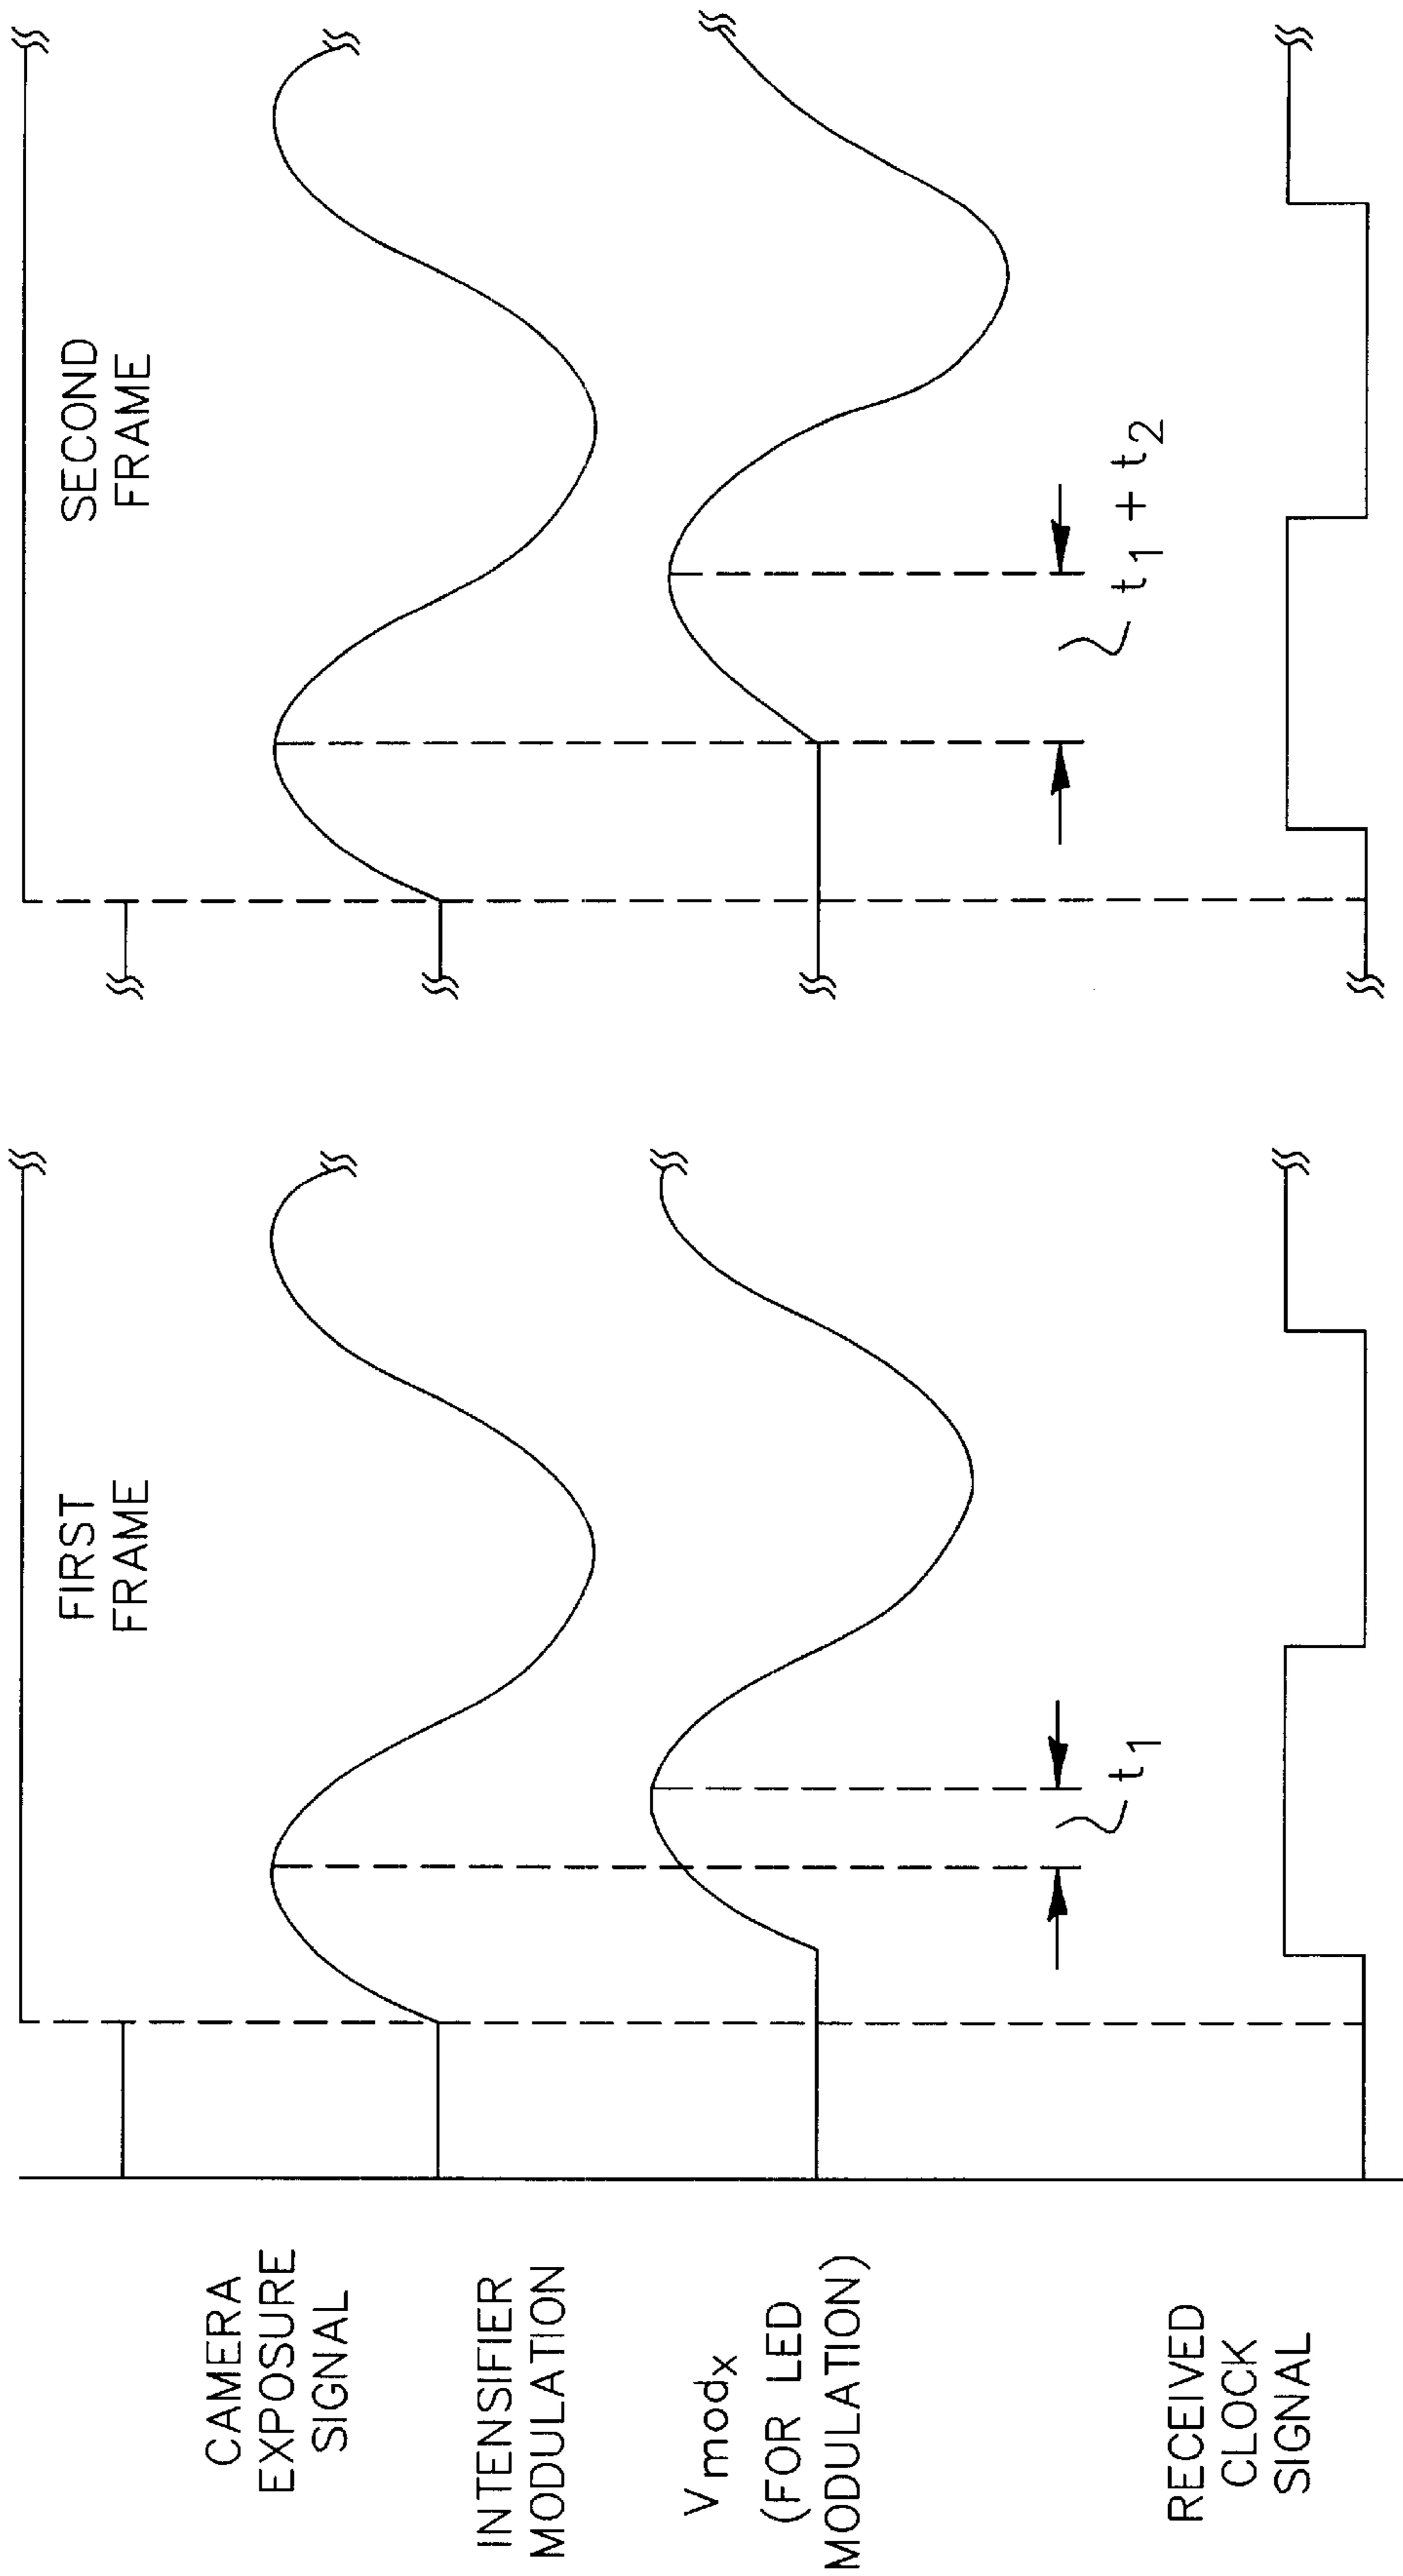 CAMERA
EXPOSURE
SIGNAL
INTENSIFIER
MODULATION
Vmodₓ
(FOR LED
MODULATION)
RECEIVED
CLOCK
SIGNAL
FIRST
FRAME
t₁
SECOND
FRAME
t₁ + t₂